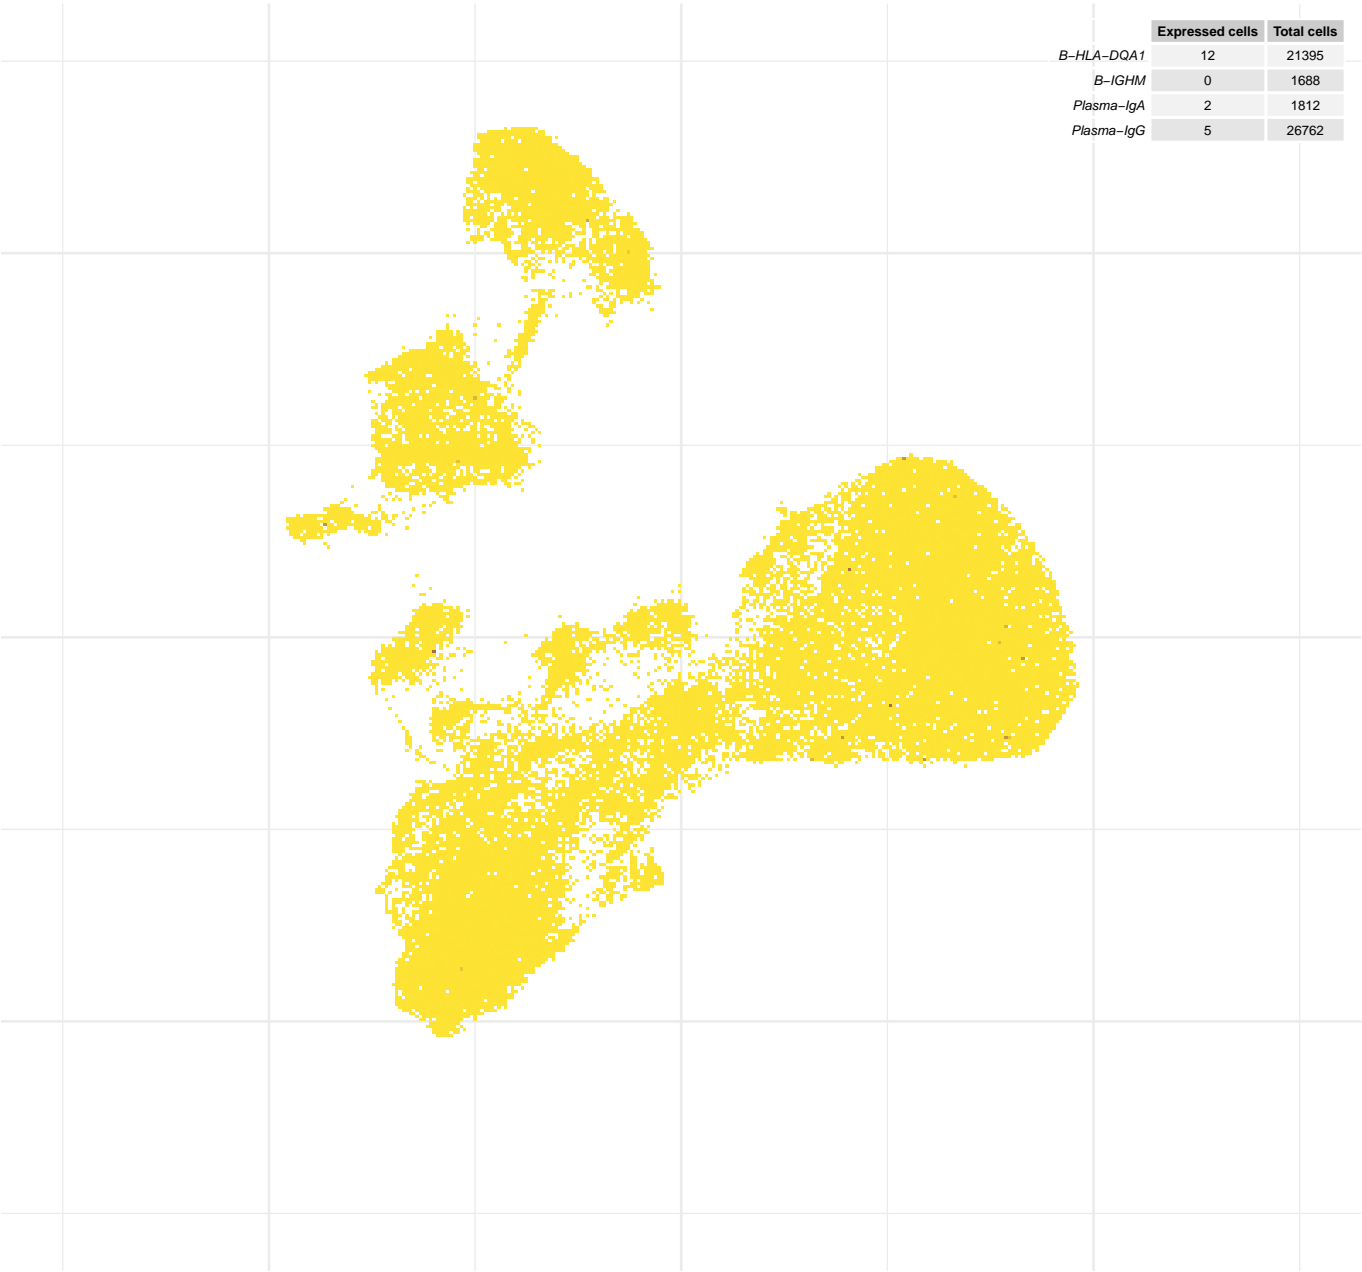 Expressed cells Total cells
B−HLA−DQA1 12 21395
B−IGHM 0 1688
Plasma−IgA 2 1812
Plasma−IgG 5 26762